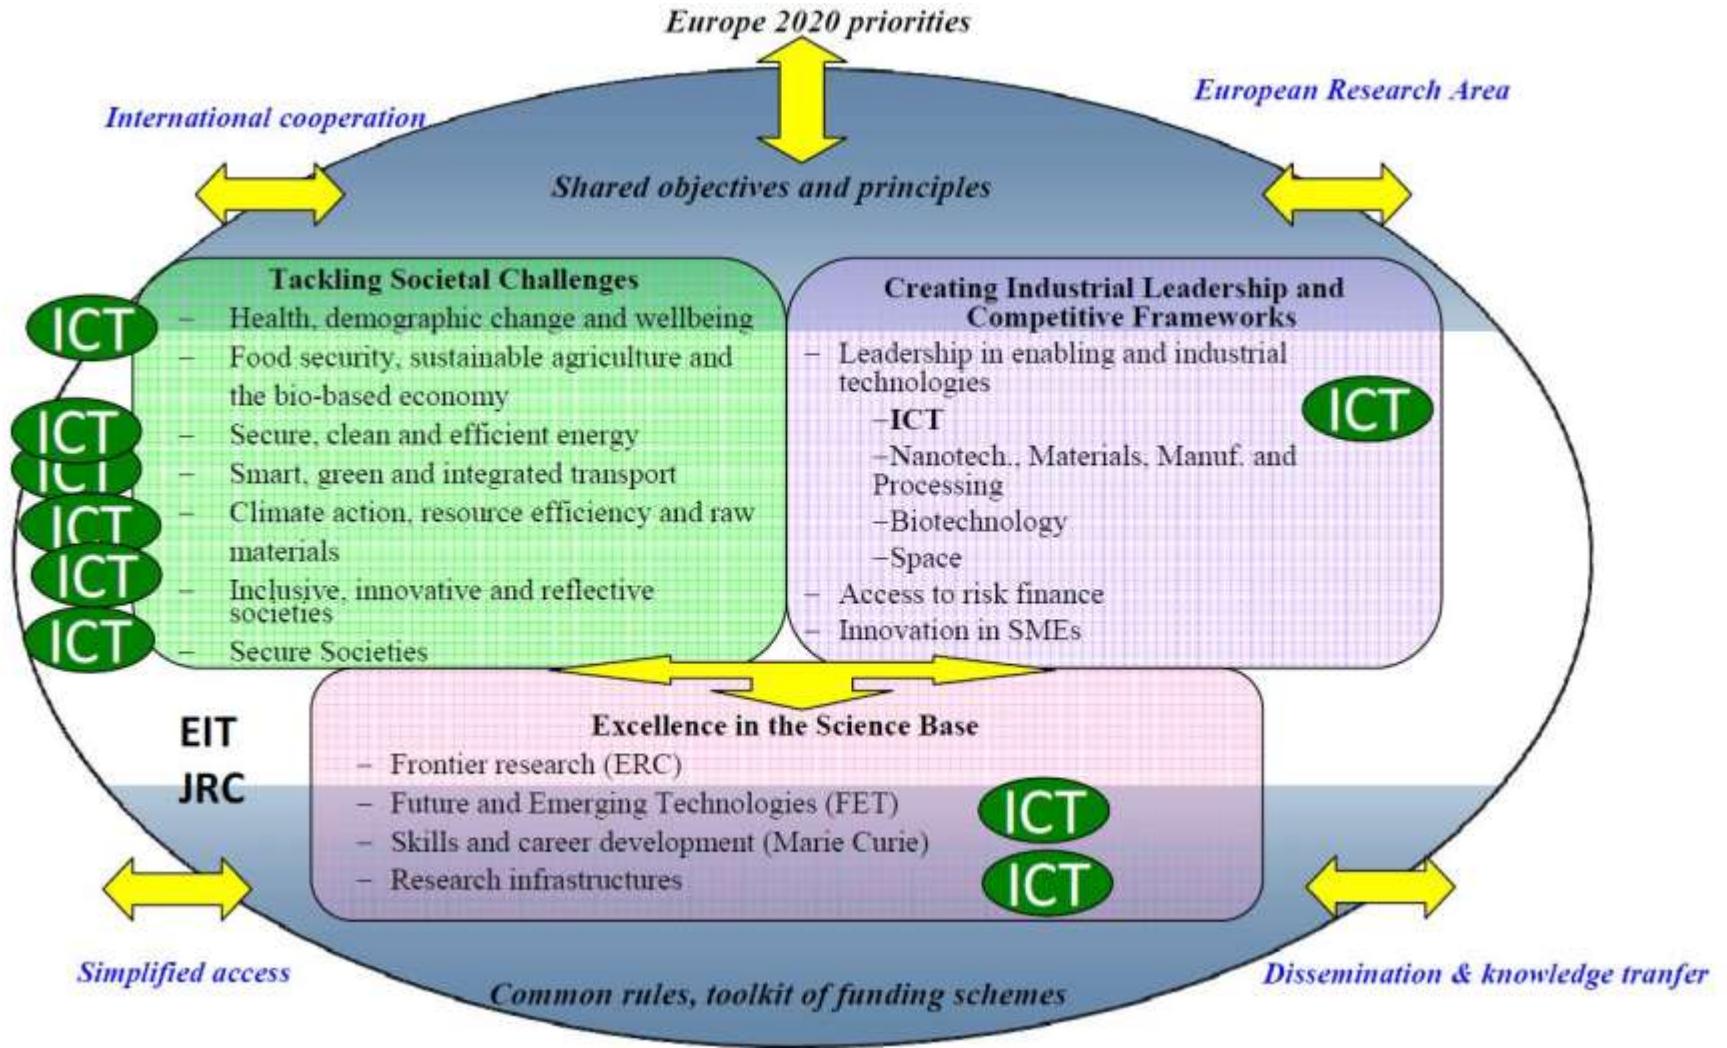 Europe 2020 priorities
International cooperation
European Research Area
Shared objectives and principles
Tackling Societal Challenges
ICT
– Health, demographic change and wellbeing
– Food security, sustainable agriculture and
the bio-based economy
ICT
– Secure, clean and efficient energy
ICT
– Smart, green and integrated transport
ICT
– Climate action, resource efficiency and raw
materials
ICT
– Inclusive, innovative and reflective
societies
ICT
– Secure Societies
Creating Industrial Leadership and
Competitive Frameworks
– Leadership in enabling and industrial
technologies
ICT
–ICT
–Nanotech., Materials, Manuf. and
Processing
–Biotechnology
–Space
– Access to risk finance
– Innovation in SMEs
EIT
JRC
Excellence in the Science Base
– Frontier research (ERC)
– Future and Emerging Technologies (FET)
ICT
– Skills and career development (Marie Curie)
– Research infrastructures
ICT
Simplified access
Dissemination & knowledge tranfer
Common rules, toolkit of funding schemes